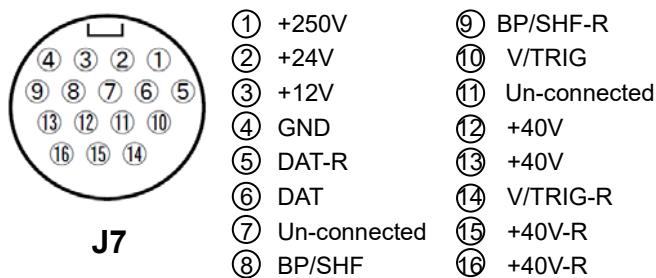 ④ ③ ② ①
⑨ ⑧ ⑦ ⑥ ⑤
⑬ ⑫ ⑪ ⑩
⑯ ⑮ ⑭
J7
① +250V
② +24V
③ +12V
④ GND
⑤ DAT-R
⑥ DAT
⑦ Un-connected
⑧ BP/SHF
⑨ BP/SHF-R
⑩ V/TRIG
⑪ Un-connected
⑫ +40V
⑬ +40V
⑭ V/TRIG-R
⑮ +40V-R
⑯ +40V-R